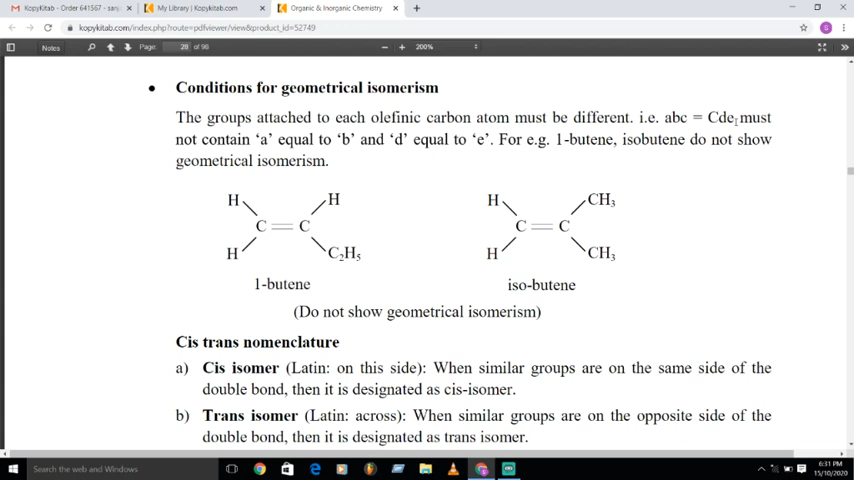 KopyKitab - Order 641567 - sanj
My Library | Kopykitab.com
Organic & Inorganic Chemistry
kopykitab.com/index.php?route=pdfviewer/view&product_id=52749
Notes
Page: 28 of 98
200%
• Conditions for geometrical isomerism
The groups attached to each olefinic carbon atom must be different. i.e. abc = Cde must
not contain ‘a’ equal to ‘b’ and ‘d’ equal to ‘e’. For e.g. 1-butene, isobutene do not show
geometrical isomerism.
H H H CH₃
C = C C = C
H C₂H₅ H CH₃
1-butene iso-butene
(Do not show geometrical isomerism)
Cis trans nomenclature
a) Cis isomer (Latin: on this side): When similar groups are on the same side of the
double bond, then it is designated as cis-isomer.
b) Trans isomer (Latin: across): When similar groups are on the opposite side of the
double bond, then it is designated as trans isomer.
Search the web and Windows
6:31 PM
15/10/2020